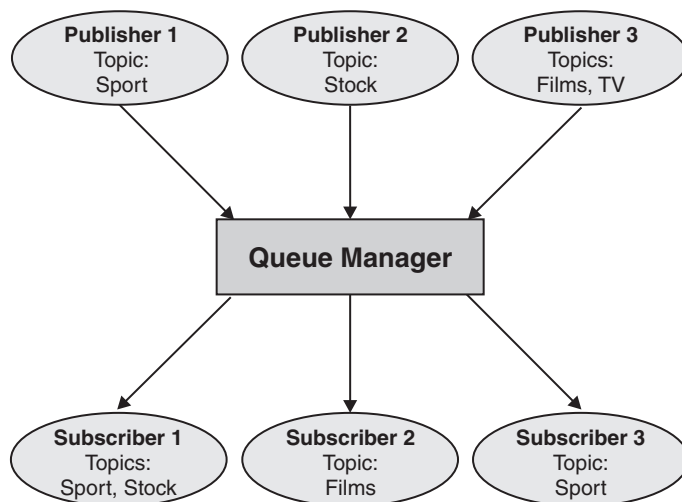 Publisher 1
Topic:
Sport
Publisher 2
Topic:
Stock
Publisher 3
Topics:
Films, TV
Queue Manager
Subscriber 1
Topics:
Sport, Stock
Subscriber 2
Topic:
Films
Subscriber 3
Topic:
Sport